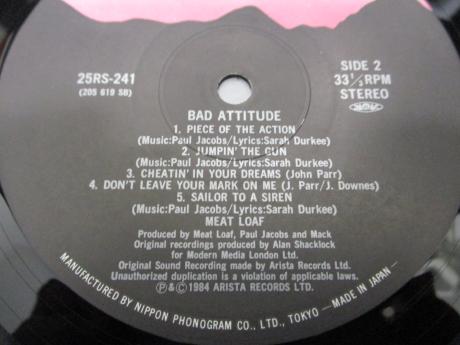 25RS-241
(205 619 SB)
SIDE 2
33 1/3 RPM
STEREO
BAD ATTITUDE
1. PIECE OF THE ACTION
(Music:Paul Jacobs/Lyrics:Sarah Durkee)
2. JUMPIN' THE GUN
(Music:Paul Jacobs/Lyrics:Sarah Durkee)
3. CHEATIN' IN YOUR DREAMS (John Parr)
4. DON'T LEAVE YOUR MARK ON ME (J. Parr/J. Downes)
5. SAILOR TO A SIREN
(Music:Paul Jacobs/Lyrics:Sarah Durkee)
MEAT LOAF
Produced by Meat Loaf, Paul Jacobs and Mack
Original recordings produced by Alan Shacklock
for Modern Media London Ltd.
Original Sound Recording made by Arista Records Ltd.
Unauthorized duplication is a violation of applicable laws.
Ⓟ&© 1984 ARISTA RECORDS LTD.
MANUFACTURED BY NIPPON PHONOGRAM CO., LTD., TOKYO —MADE IN JAPAN—